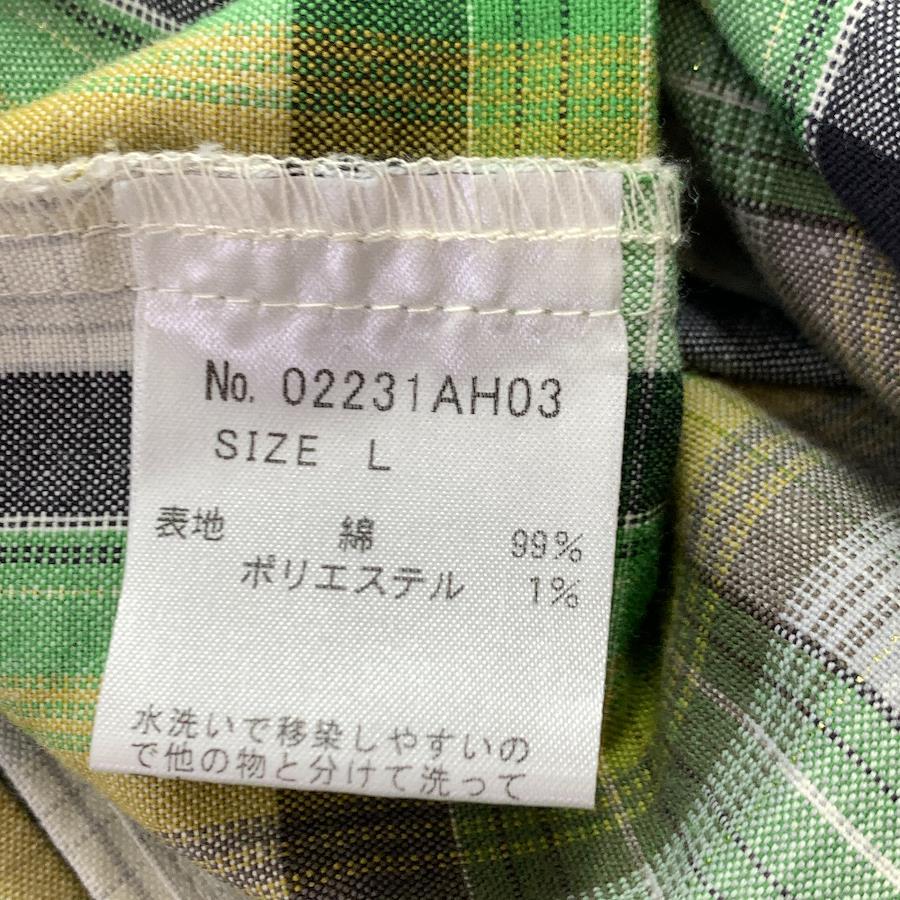 No. 02231AH03
SIZE L
表地 綿 99%
ポリエステル 1%
水洗いで移染しやすいの
で他の物と分けて洗って